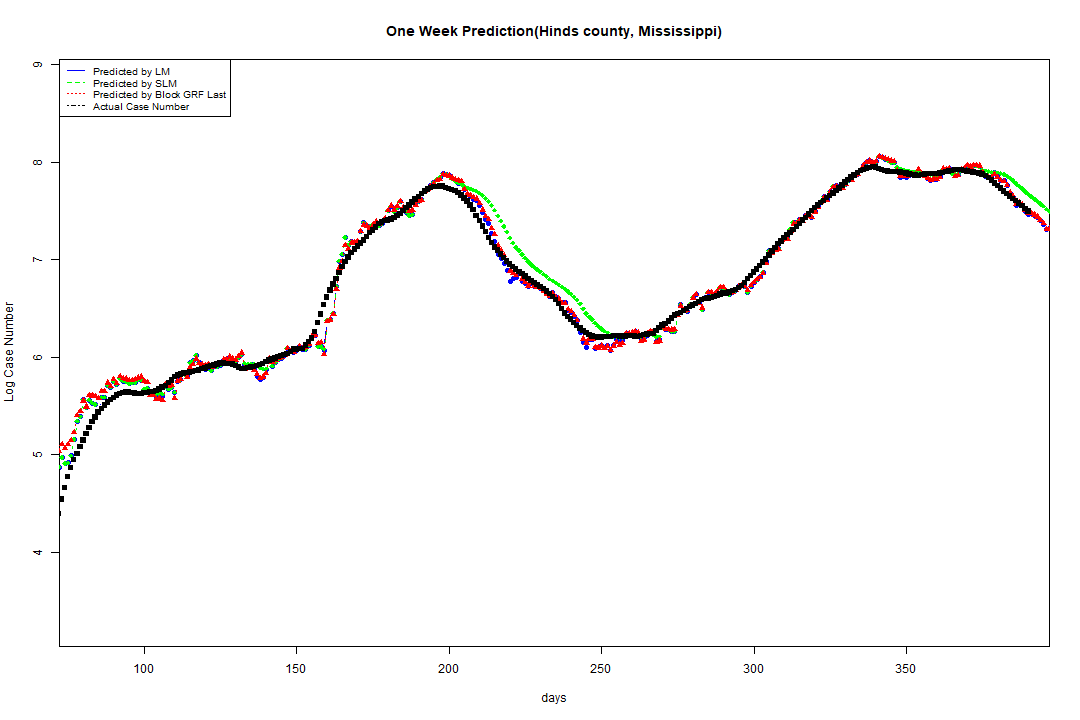 One Week Prediction(Hinds county, Mississippi)
Predicted by LM
Predicted by SLM
Predicted by Block GRF Last
Actual Case Number
9
8
7
6
5
4
Log Case Number
100 150 200 250 300 350
days